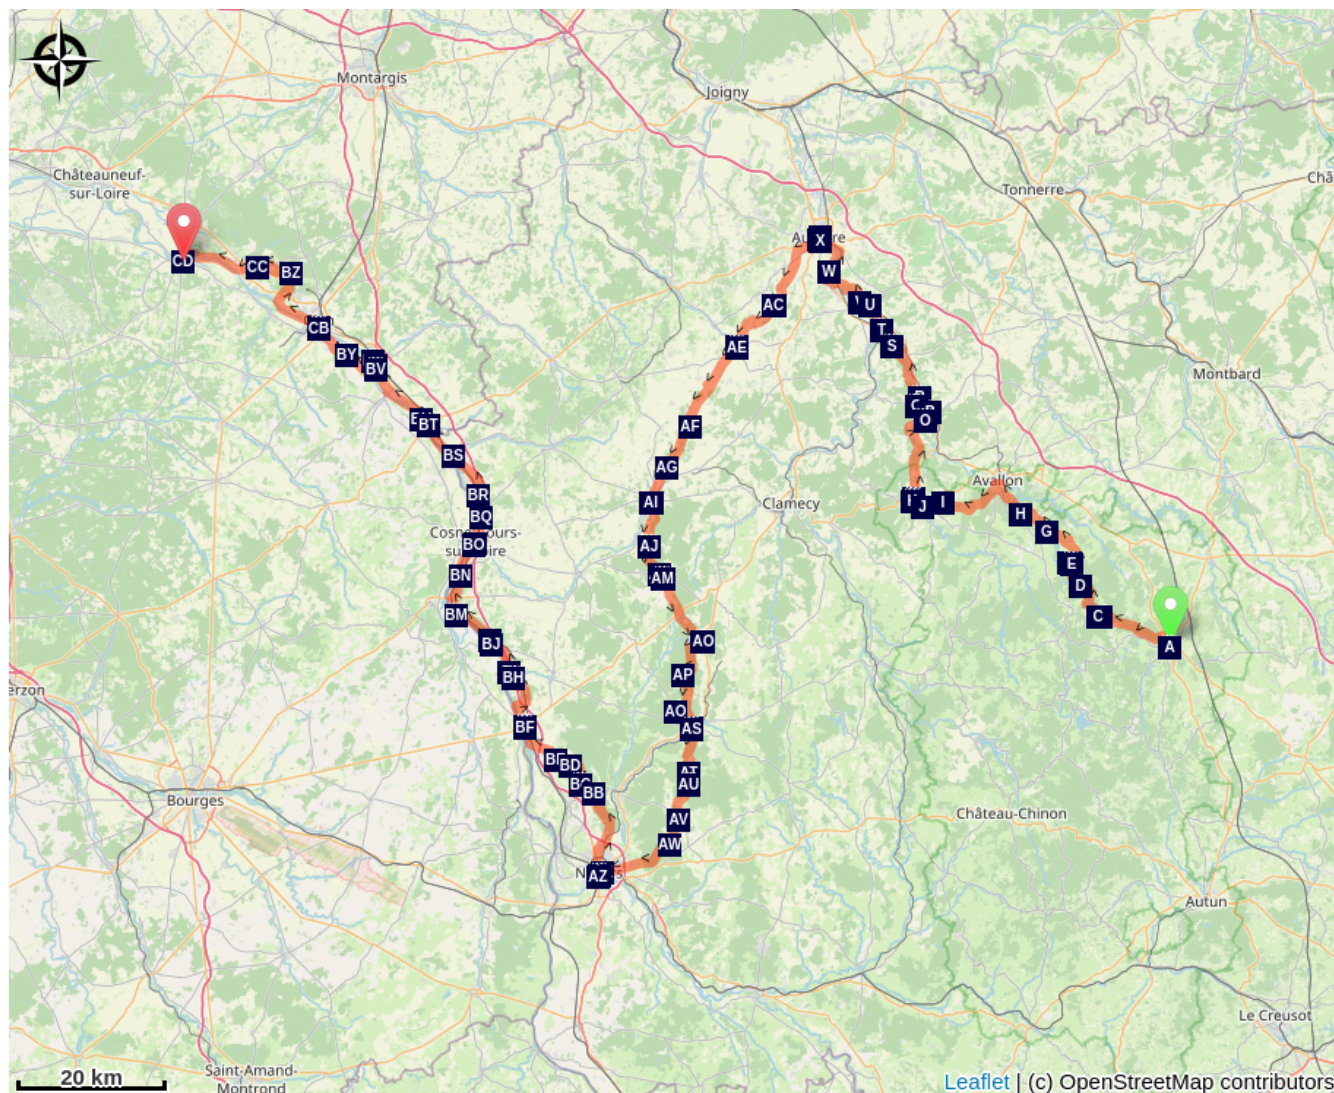 Montargis
Joigny
Châteauneuf-
sur-Loire
Tonnerre
X
W
U
T
S
CD
CC
BZ
CB
BY
BV
BT
BS
BR
BQ
BO
BN
BM
BJ
BH
BF
BD
BB
AZ
AC
AE
AF
AG
AI
AJ
AM
AO
AP
AO
AS
AU
AV
AW
Montbard
O
Avallon
J
I
H
G
E
D
C
A
Clamecy
Bourges
Château-Chinon
Autun
Le Creusot
Saint-Amand-
Montrond
20 km
Leaflet | (c) OpenStreetMap contributors